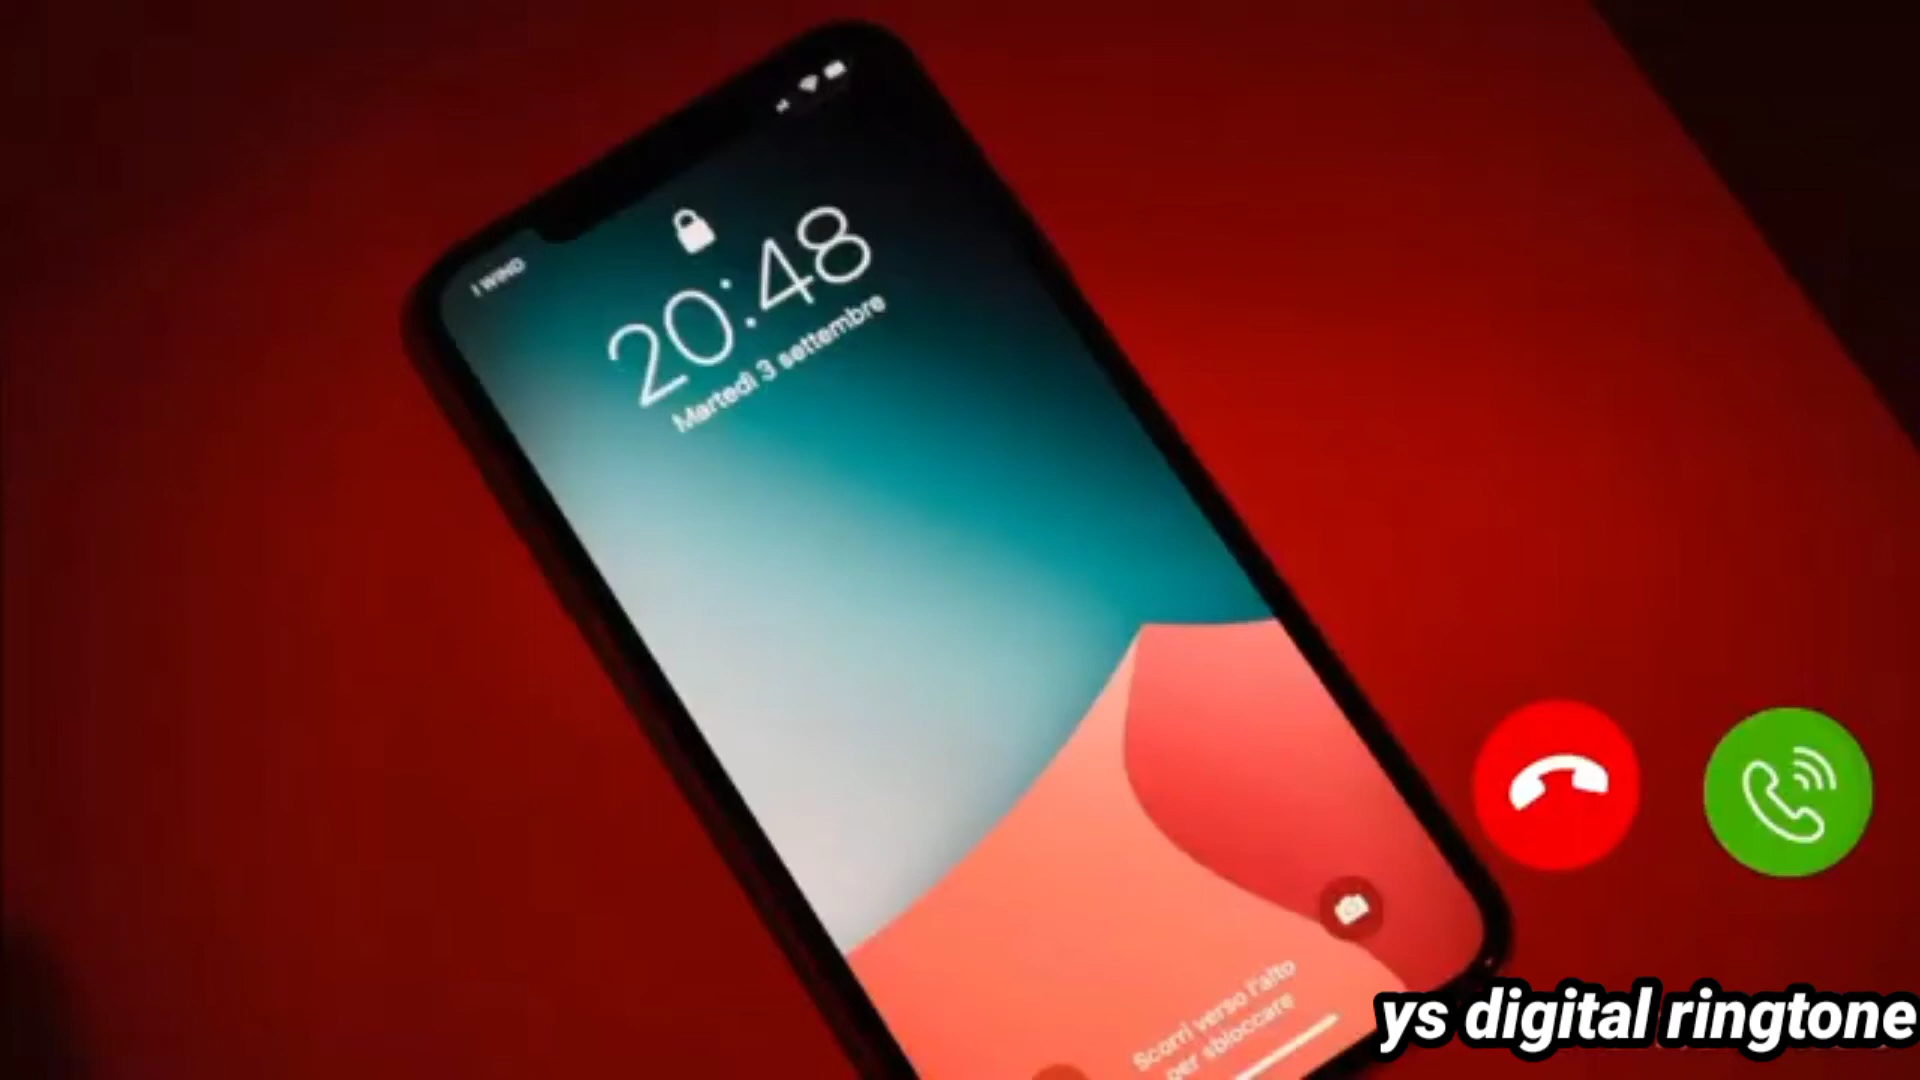 I WIND
20:48
Martedì 3 settembre
Scorri verso l'alto
per sbloccare
ys digital ringtone